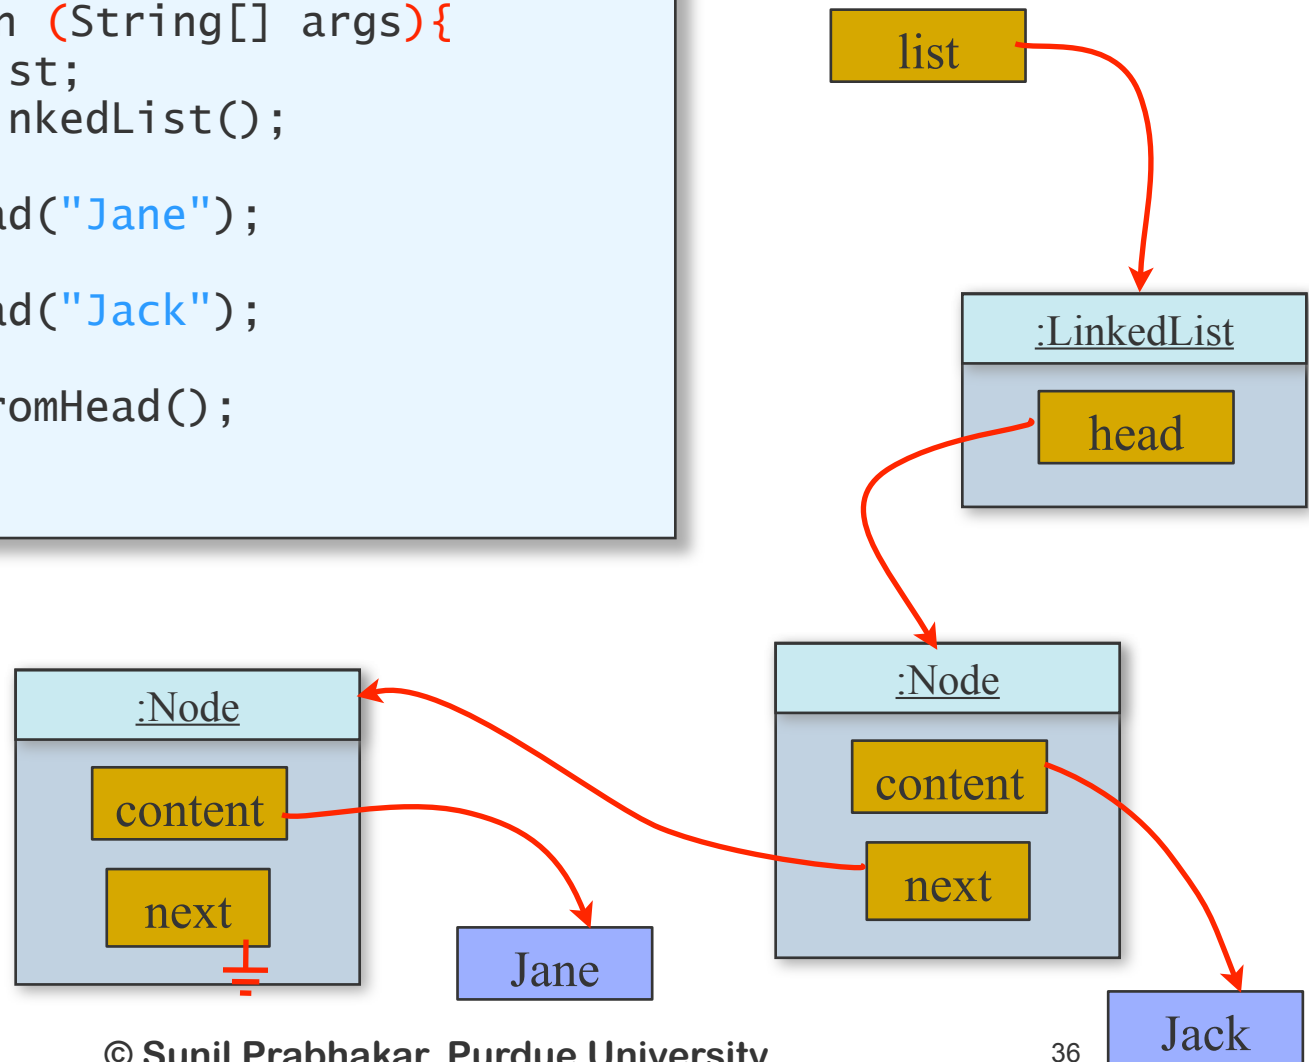 n (String[] args){
st;
nkedList();
ad("Jane");
ad("Jack");
romHead();
list
:LinkedList
head
:Node
content
next
Jane
:Node
content
next
Jack
© Sunil Prabhakar, Purdue University
36